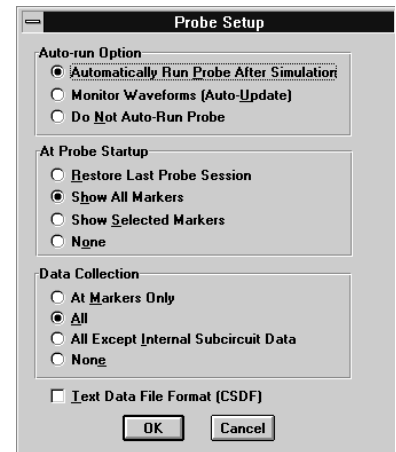 Probe Setup
Auto-run Option
Automatically Run Probe After Simulation
Monitor Waveforms (Auto-Update)
Do Not Auto-Run Probe
At Probe Startup
Restore Last Probe Session
Show All Markers
Show Selected Markers
None
Data Collection
At Markers Only
All
All Except Internal Subcircuit Data
None
Text Data File Format (CSDF)
OK Cancel